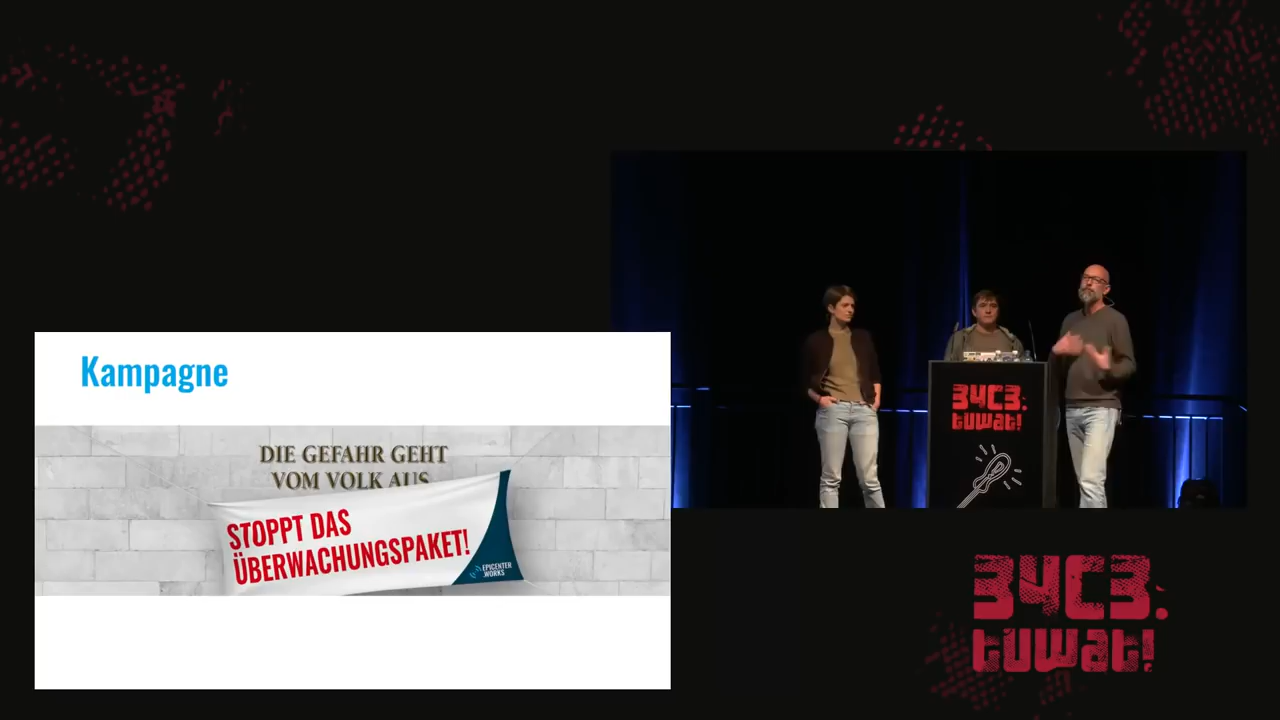 Kampagne
DIE GEFAHR GEHT
VOM VOLK AUS
STOPPT DAS
ÜBERWACHUNGSPAKET!
EPICENTER
.WORKS
34C3.
tuwat!
34C3.
tuwat!